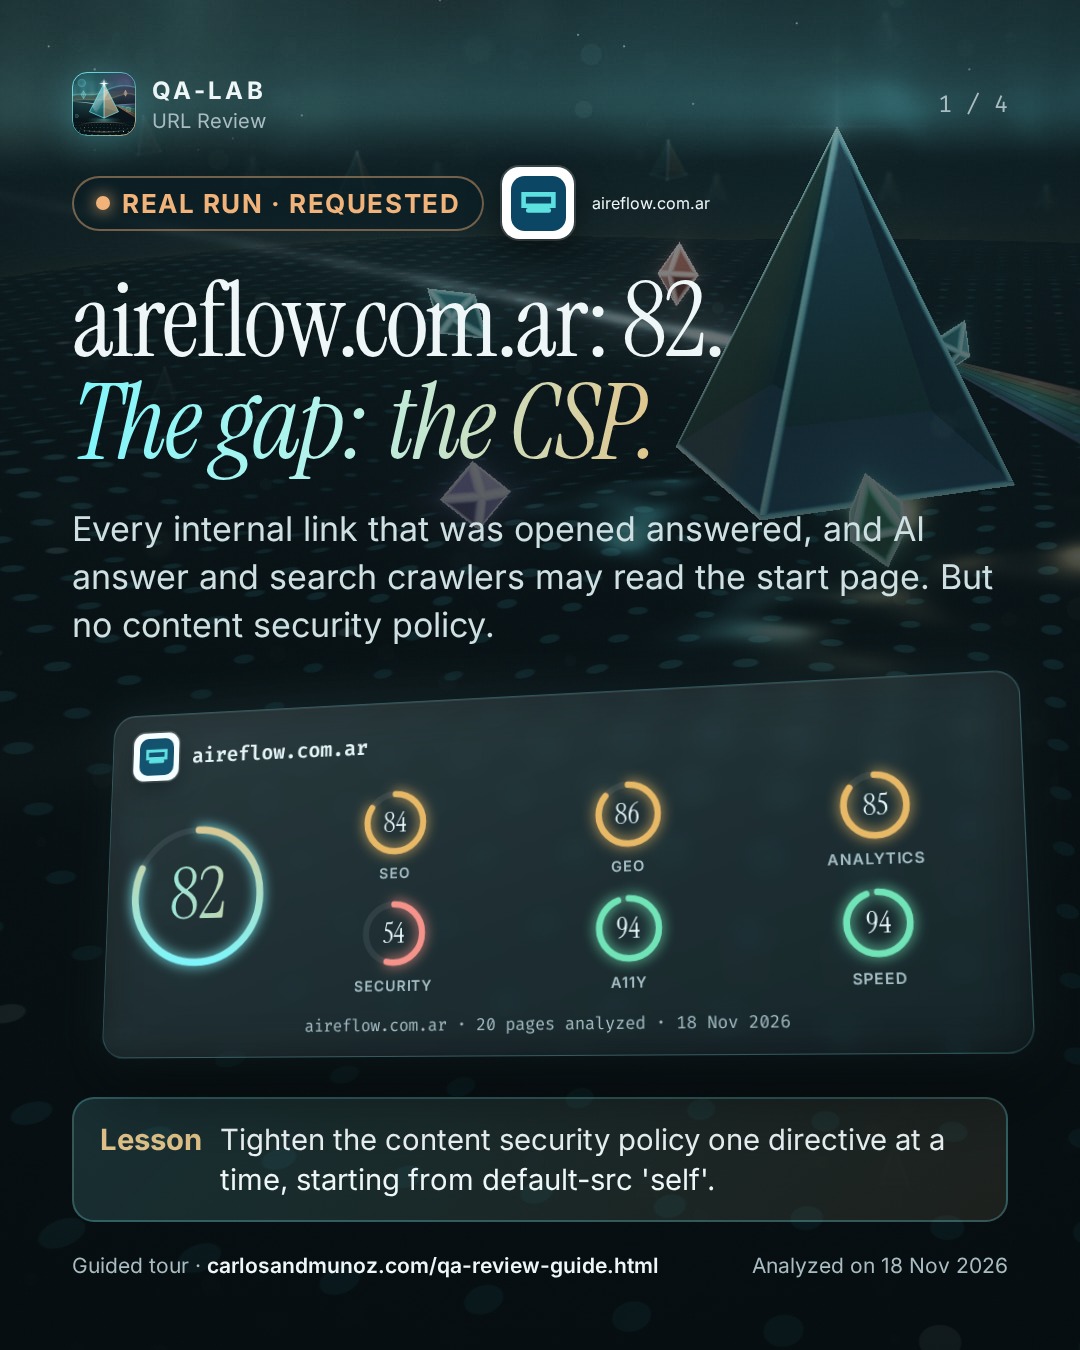 QA-LAB
URL Review
1 / 4
REAL RUN · REQUESTED
aireflow.com.ar
aireflow.com.ar: 82.
The gap: the CSP.
Every internal link that was opened answered, and AI
answer and search crawlers may read the start page. But
no content security policy.
aireflow.com.ar
82
84
SEO
86
GEO
85
ANALYTICS
54
SECURITY
94
A11Y
94
SPEED
aireflow.com.ar · 20 pages analyzed · 18 Nov 2026
Lesson Tighten the content security policy one directive at a
time, starting from default-src 'self'.
Guided tour · carlosandmunoz.com/qa-review-guide.html
Analyzed on 18 Nov 2026